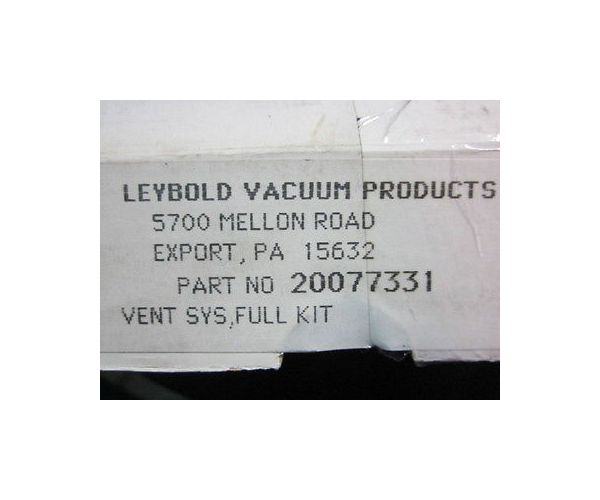 LEYBOLD VACUUM PRODUCTS
5700 MELLON ROAD
EXPORT, PA 15632
PART NO 20077331
VENT SYS,FULL KIT